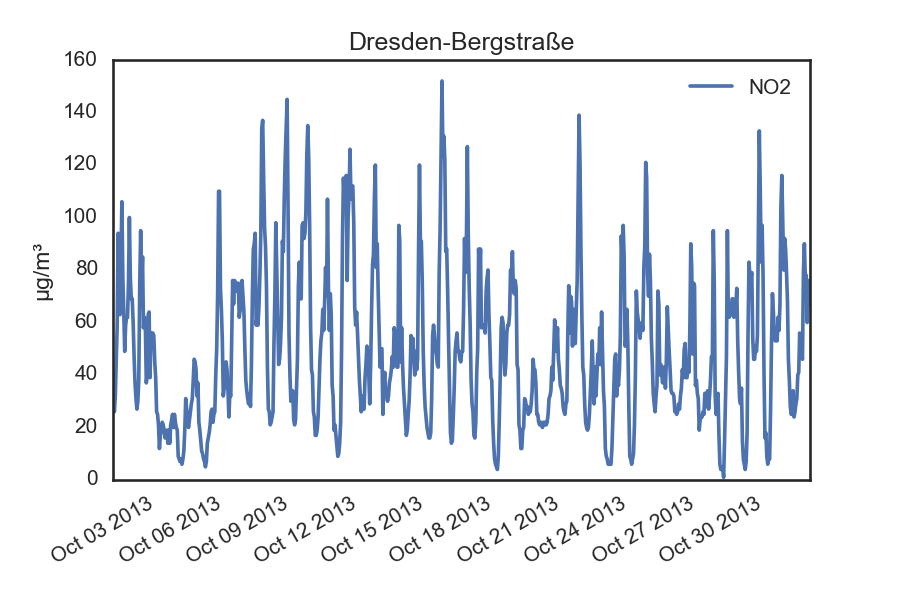 Dresden-Bergstraße
160
140
120
100
80
60
40
20
0
µg/m³
NO2
Oct 03 2013
Oct 06 2013
Oct 09 2013
Oct 12 2013
Oct 15 2013
Oct 18 2013
Oct 21 2013
Oct 24 2013
Oct 27 2013
Oct 30 2013